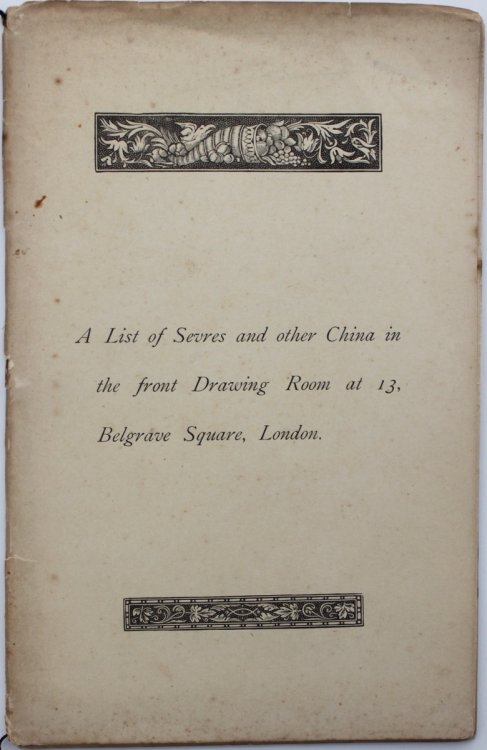 A List of Sevres and other China in
the front Drawing Room at 13,
Belgrave Square, London.